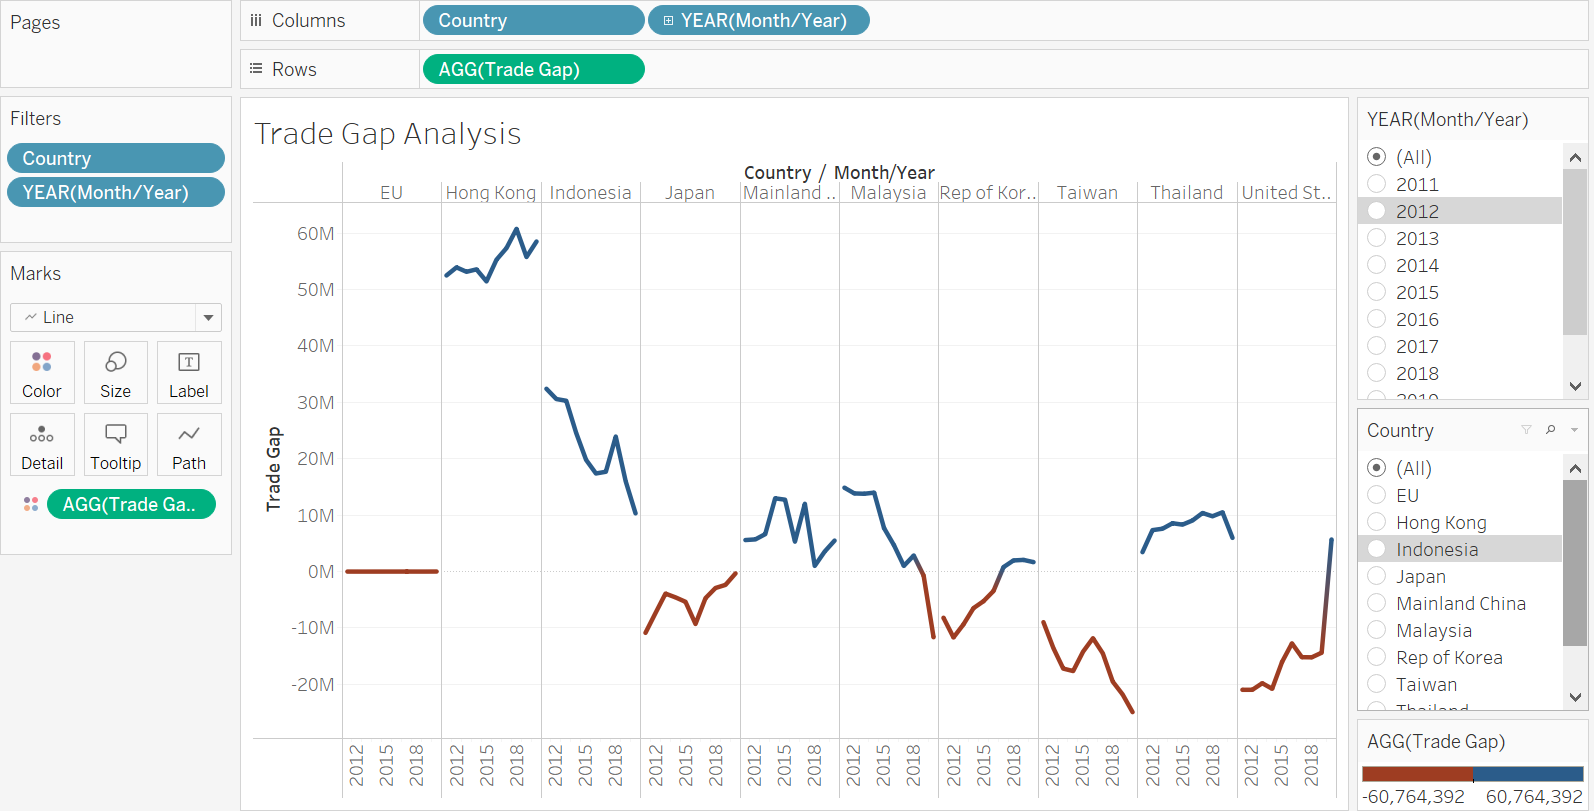 Pages
Columns
Country
YEAR(Month/Year)
Rows
AGG(Trade Gap)
Filters
Country
YEAR(Month/Year)
Marks
Line
Color
Size
Label
Detail
Tooltip
Path
AGG(Trade Ga..
Trade Gap Analysis
Country / Month/Year
EU
Hong Kong
Indonesia
Japan
Mainland ..
Malaysia
Rep of Kor..
Taiwan
Thailand
United St..
Trade Gap
60M
50M
40M
30M
20M
10M
0M
-10M
-20M
2012 2015 2018
2012 2015 2018
2012 2015 2018
2012 2015 2018
2012 2015 2018
2012 2015 2018
2012 2015 2018
2012 2015 2018
2012 2015 2018
2012 2015 2018
YEAR(Month/Year)
(All)
2011
2012
2013
2014
2015
2016
2017
2018
2019
Country
(All)
EU
Hong Kong
Indonesia
Japan
Mainland China
Malaysia
Rep of Korea
Taiwan
Thailand
AGG(Trade Gap)
-60,764,392 60,764,392